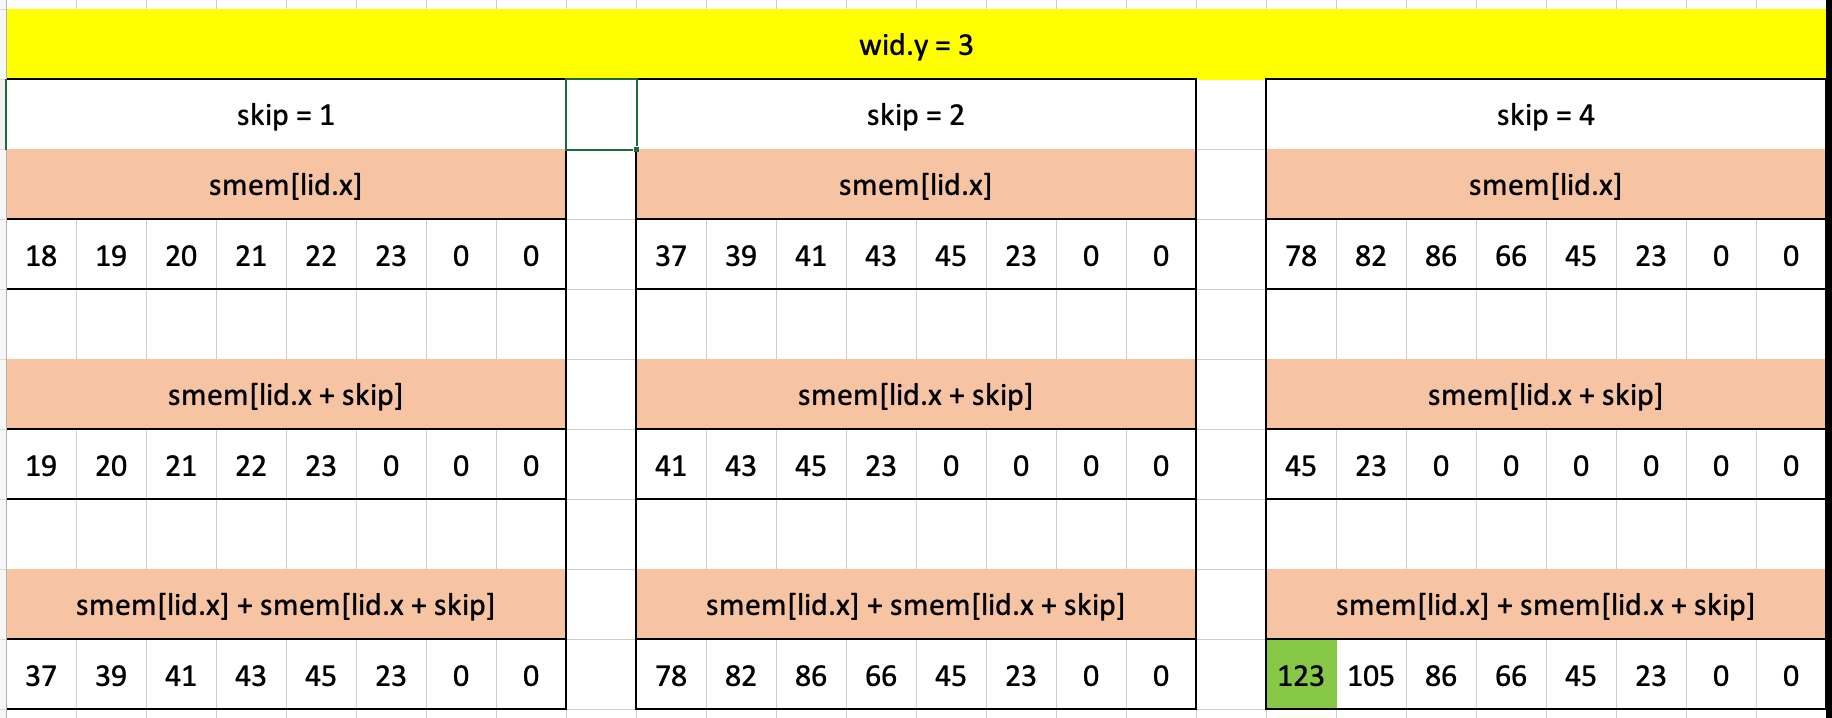 wid.y = 3
skip = 1 skip = 2 skip = 4
smem[lid.x] smem[lid.x] smem[lid.x]
18 19 20 21 22 23 0 0 37 39 41 43 45 23 0 0 78 82 86 66 45 23 0 0
smem[lid.x + skip] smem[lid.x + skip] smem[lid.x + skip]
19 20 21 22 23 0 0 0 41 43 45 23 0 0 0 0 45 23 0 0 0 0 0 0
smem[lid.x] + smem[lid.x + skip] smem[lid.x] + smem[lid.x + skip] smem[lid.x] + smem[lid.x + skip]
37 39 41 43 45 23 0 0 78 82 86 66 45 23 0 0 123 105 86 66 45 23 0 0